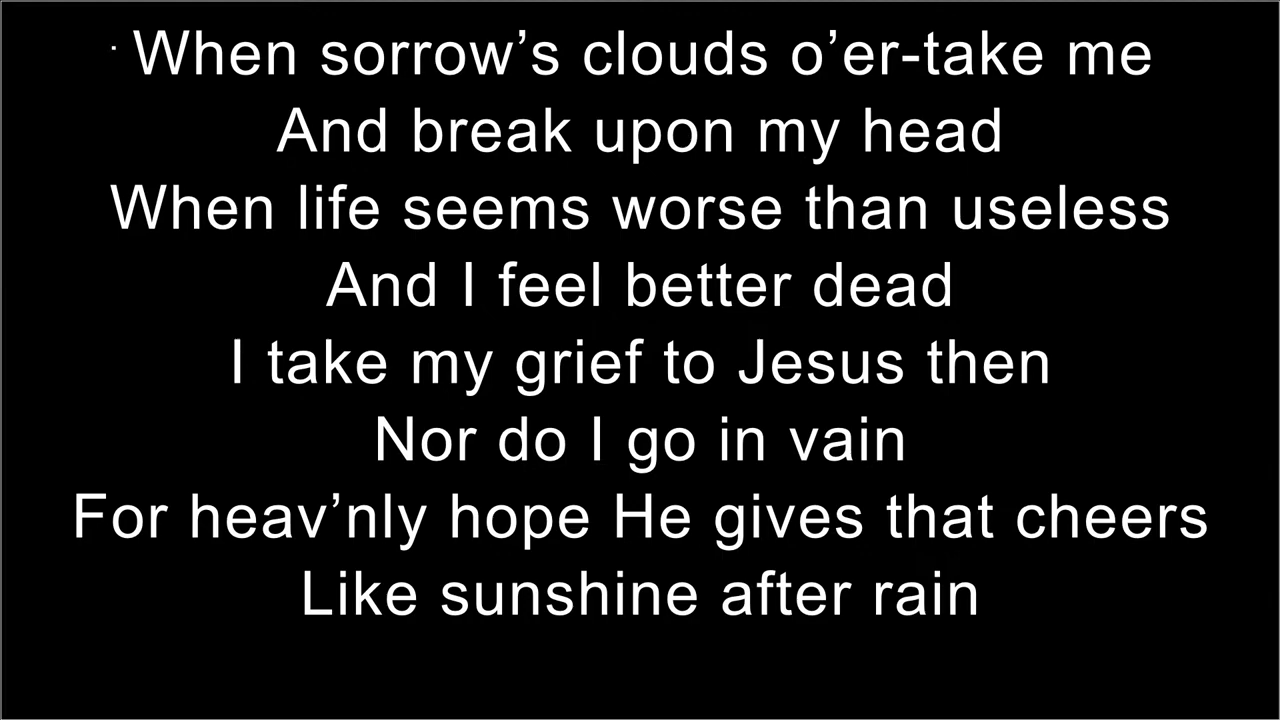 When sorrow’s clouds o’er-take me
And break upon my head
When life seems worse than useless
And I feel better dead
I take my grief to Jesus then
Nor do I go in vain
For heav’nly hope He gives that cheers
Like sunshine after rain